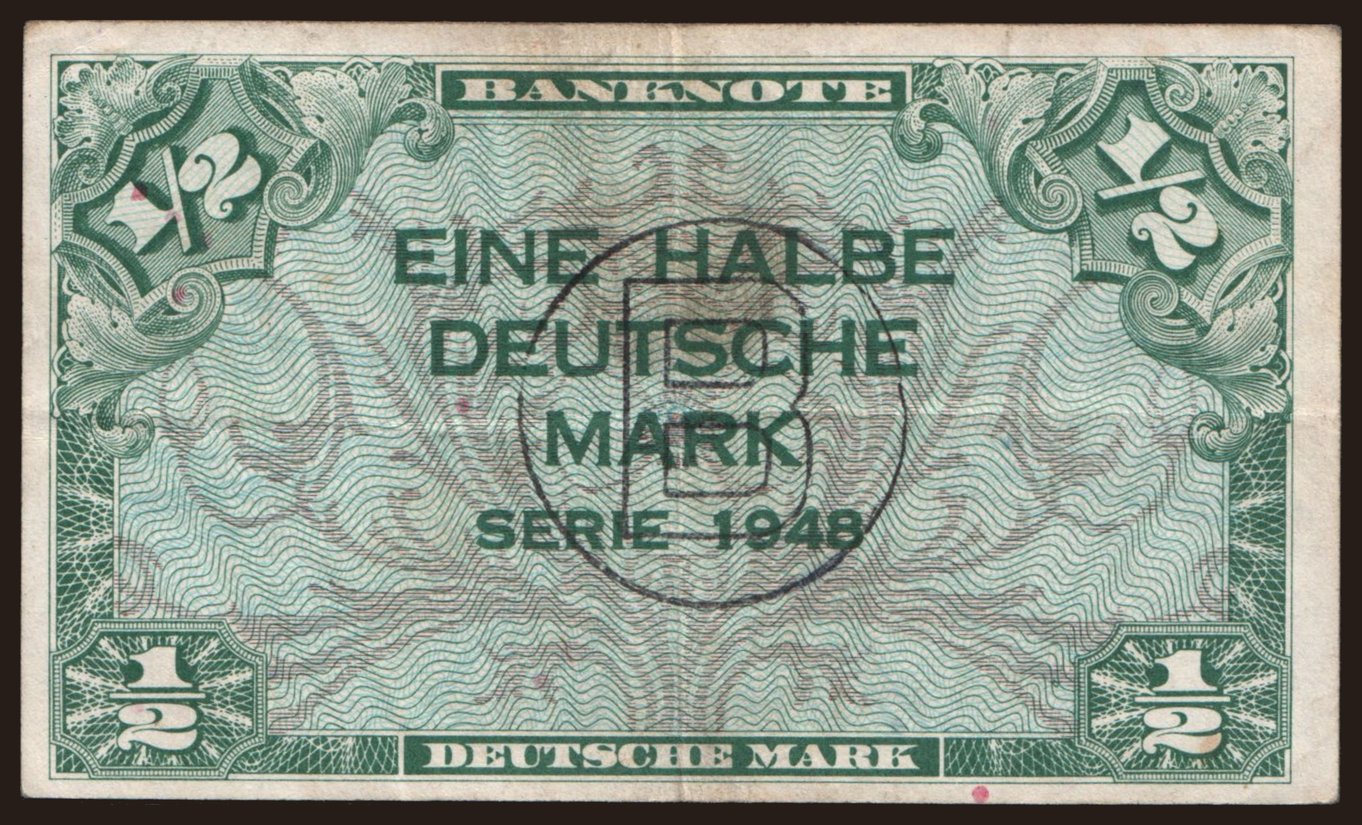 BANKNOTE
1/2
1/2
EINE HALBE
DEUTSCHE
MARK
SERIE 1948
B
1/2
1/2
DEUTSCHE MARK